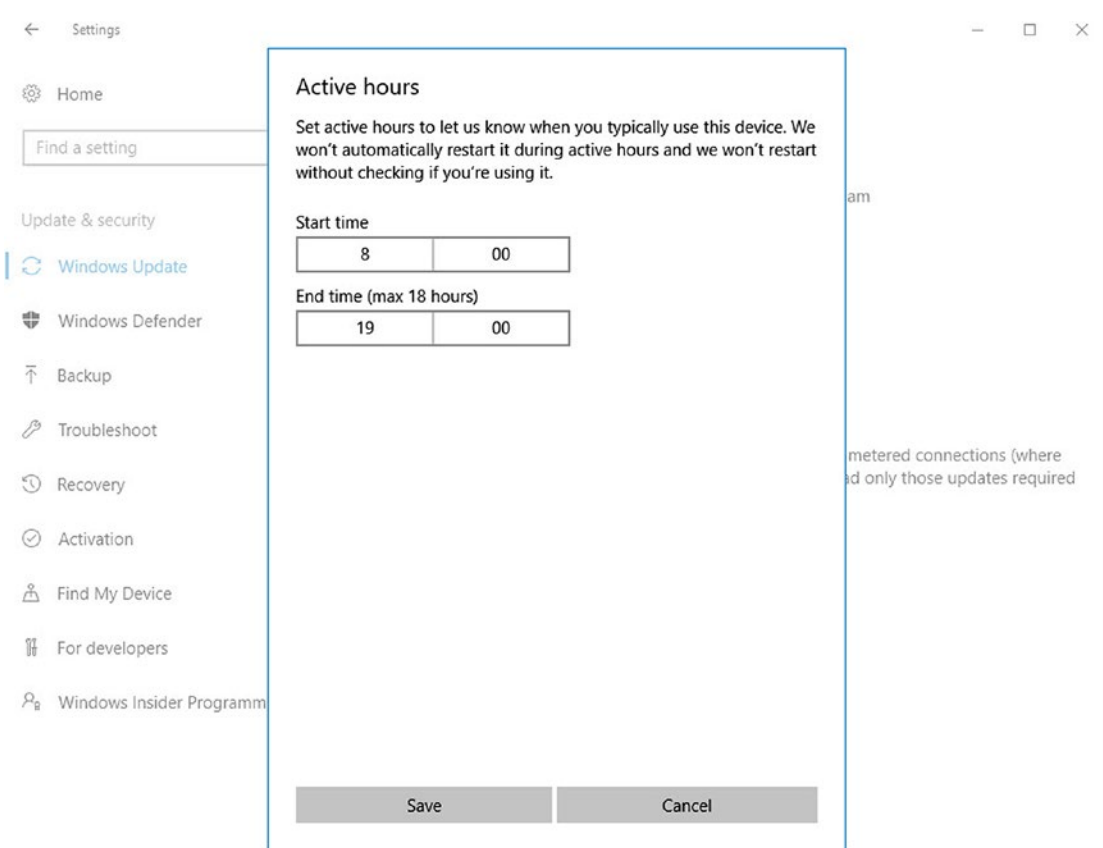 Settings
Home
Find a setting
Update & security
Windows Update
Windows Defender
Backup
Troubleshoot
Recovery
Activation
Find My Device
For developers
Windows Insider Programm
Active hours
Set active hours to let us know when you typically use this device. We
won't automatically restart it during active hours and we won't restart
without checking if you're using it.
Start time
8 00
End time (max 18 hours)
19 00
Save Cancel
am
metered connections (where
ad only those updates required